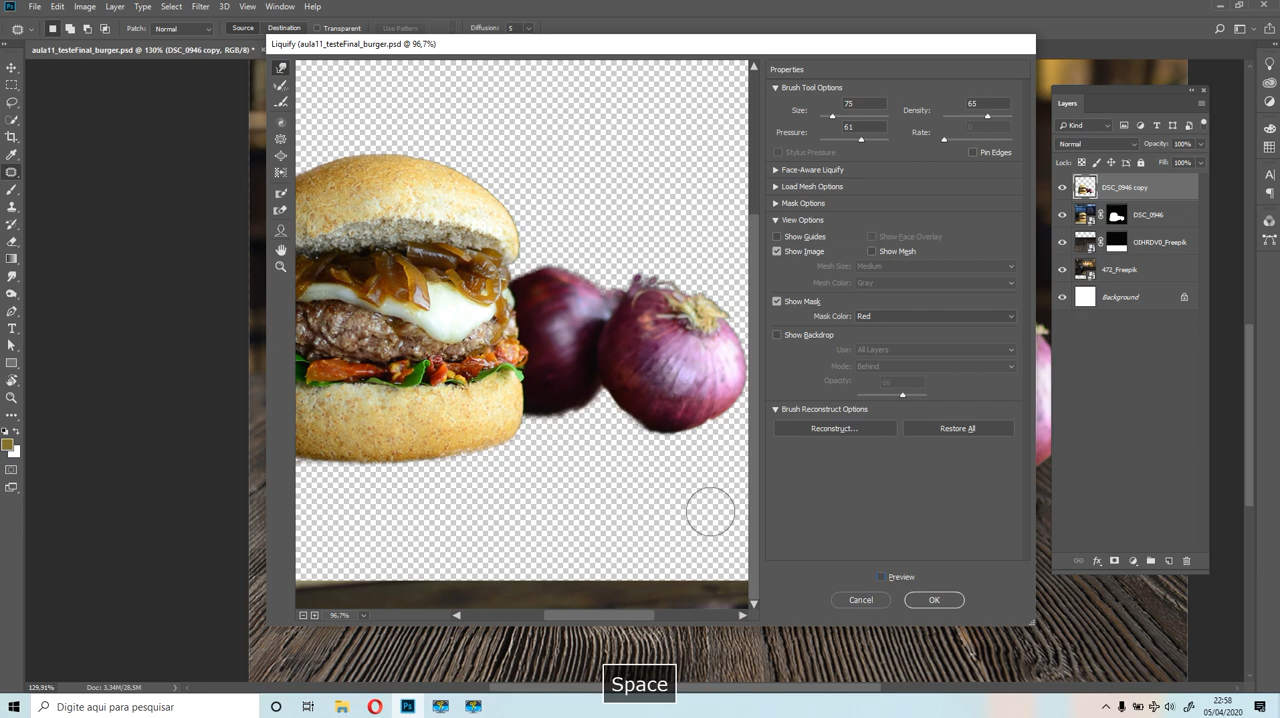 Ps File Edit Image Layer Type Select Filter 3D View Window Help
Patch: Normal Source Destination Transparent Use Pattern Diffusion: 5
aula11_testeFinal_burger.psd @ 130% (DSC_0946 copy, RGB/8) *
Liquify (aula11_testeFinal_burger.psd @ 96,7%)
Properties
Brush Tool Options
Size: 75 Density: 65
Pressure: 61 Rate: 0
Stylus Pressure Pin Edges
Face-Aware Liquify
Load Mesh Options
Mask Options
View Options
Show Guides Show Face Overlay
Show Image Show Mesh
Mesh Size: Medium
Mesh Color: Gray
Show Mask
Mask Color: Red
Show Backdrop
Use: All Layers
Mode: Behind
Opacity: 66
Brush Reconstruct Options
Reconstruct... Restore All
Preview
Cancel OK
96,7%
Layers
Kind
Normal Opacity: 100%
Lock: Fill: 100%
DSC_0946 copy
DSC_0946
OIHRDV0_Freepik
472_Freepik
Background
fx
Space
129,91% Doc: 3,34M/28,5M
Digite aqui para pesquisar
Ps
22:58
05/04/2020